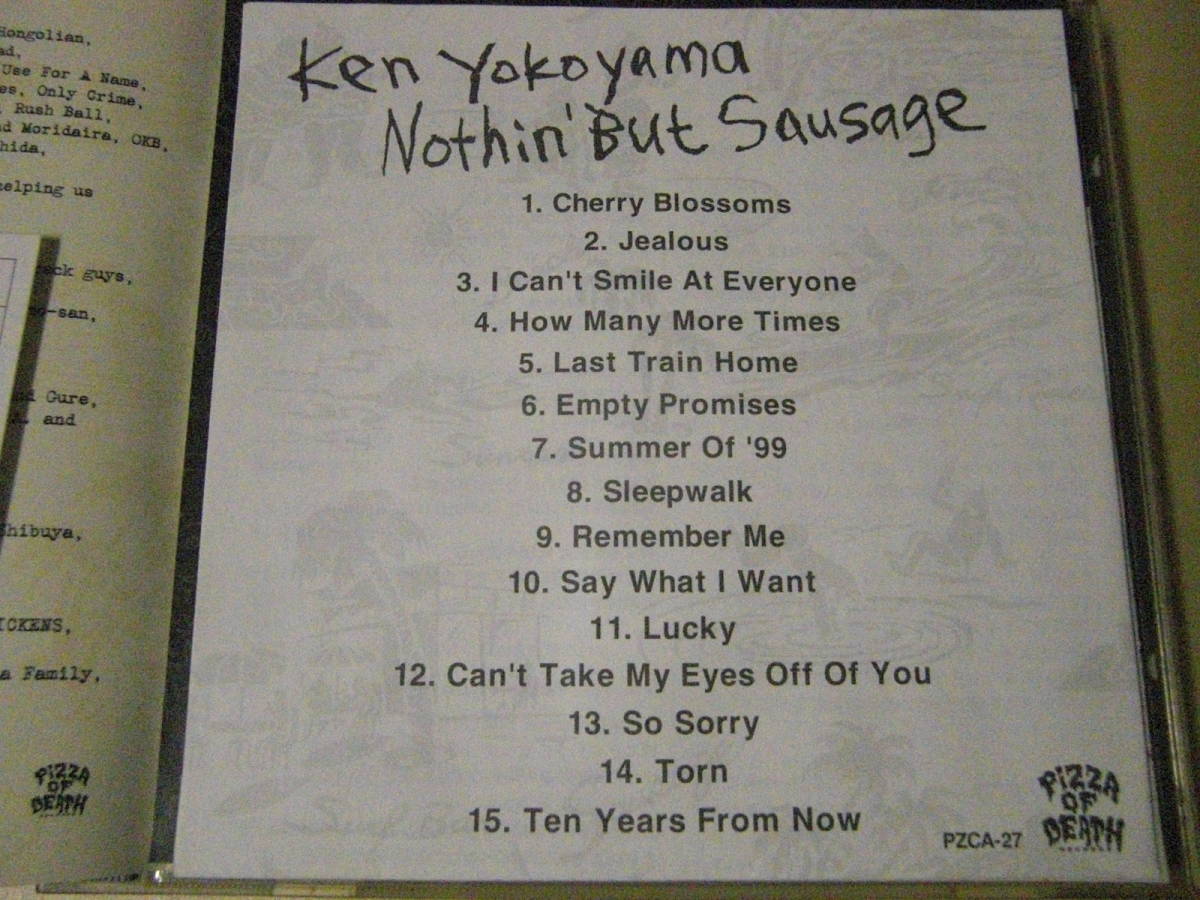 Hongolian,
Use For A Name,
Only Crime,
Rush Ball,
Moridaira, OKB,
helping us
guys,
Gure,
and
Shibuya,
Family,
PIZZA
OF
DEATH
Ken Yokoyama
Nothin' But Sausage
1. Cherry Blossoms
2. Jealous
3. I Can't Smile At Everyone
4. How Many More Times
5. Last Train Home
6. Empty Promises
7. Summer Of '99
8. Sleepwalk
9. Remember Me
10. Say What I Want
11. Lucky
12. Can't Take My Eyes Off Of You
13. So Sorry
14. Torn
15. Ten Years From Now
PZCA-27
PIZZA
OF
DEATH